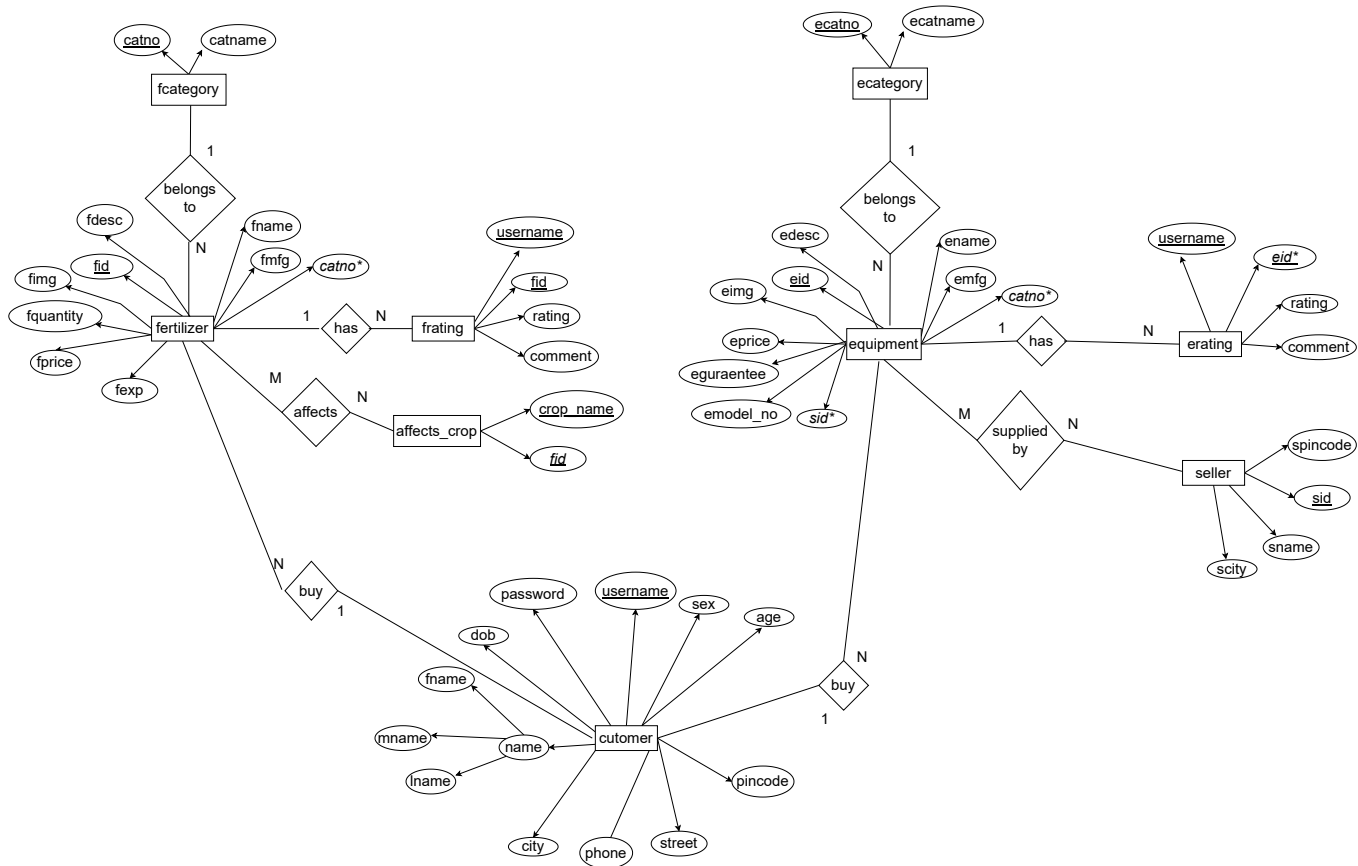 catno
catname
fcategory
1
belongs
to
N
fdesc
fname
fid
fmfg
catno*
fimg
fquantity
fertilizer
fprice
fexp
1
has
N
frating
username
fid
rating
comment
M
affects
N
affects_crop
crop_name
fid
ecatno
ecatname
ecategory
1
belongs
to
N
edesc
ename
eid
emfg
catno*
eimg
eprice
equipment
eguraentee
emodel_no
sid*
1
has
N
erating
username
eid*
rating
comment
M
supplied
by
N
seller
spincode
sid
sname
scity
N
buy
1
N
buy
1
password
username
sex
age
dob
fname
mname
name
lname
cutomer
pincode
city
phone
street